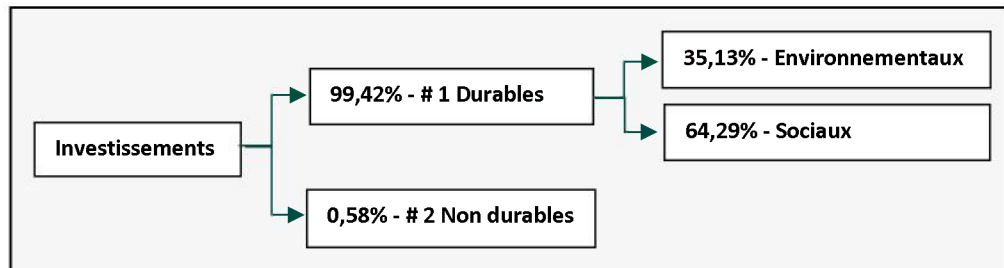 Investissements
99,42% - # 1 Durables
35,13% - Environnementaux
64,29% - Sociaux
0,58% - # 2 Non durables